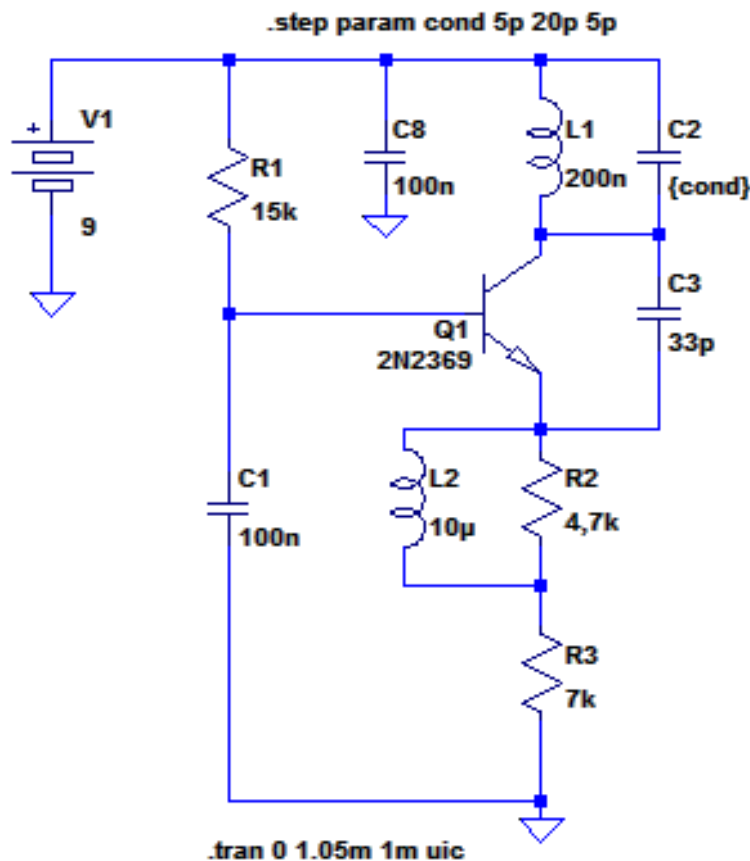 .step param cond 5p 20p 5p
V1
9
R1
15k
C8
100n
L1
200n
C2
{cond}
C3
33p
Q1
2N2369
C1
100n
L2
10µ
R2
4,7k
R3
7k
.tran 0 1.05m 1m uic